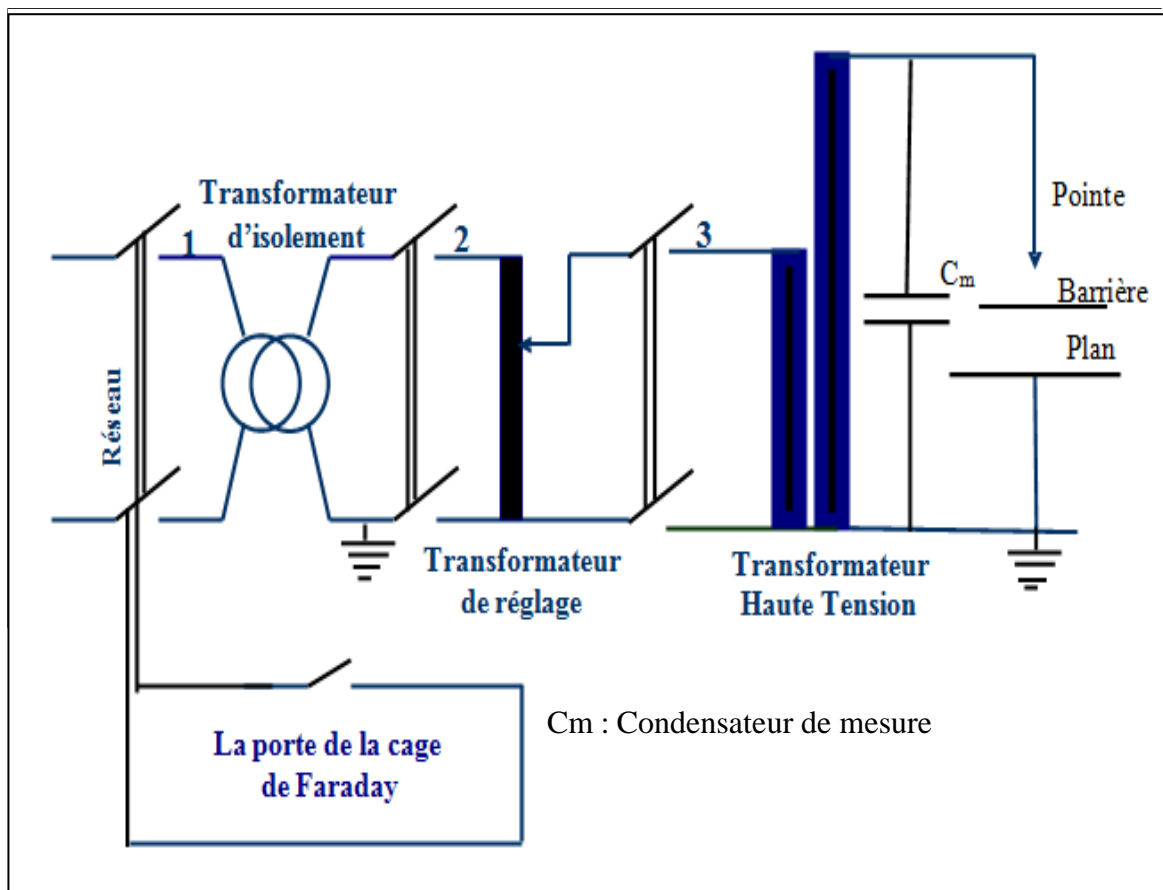 Transformateur
d’isolement
Pointe
1
2
3
Cm
Barrière
Plan
Réseau
Transformateur
de réglage
Transformateur
Haute Tension
Cm : Condensateur de mesure
La porte de la cage
de Faraday